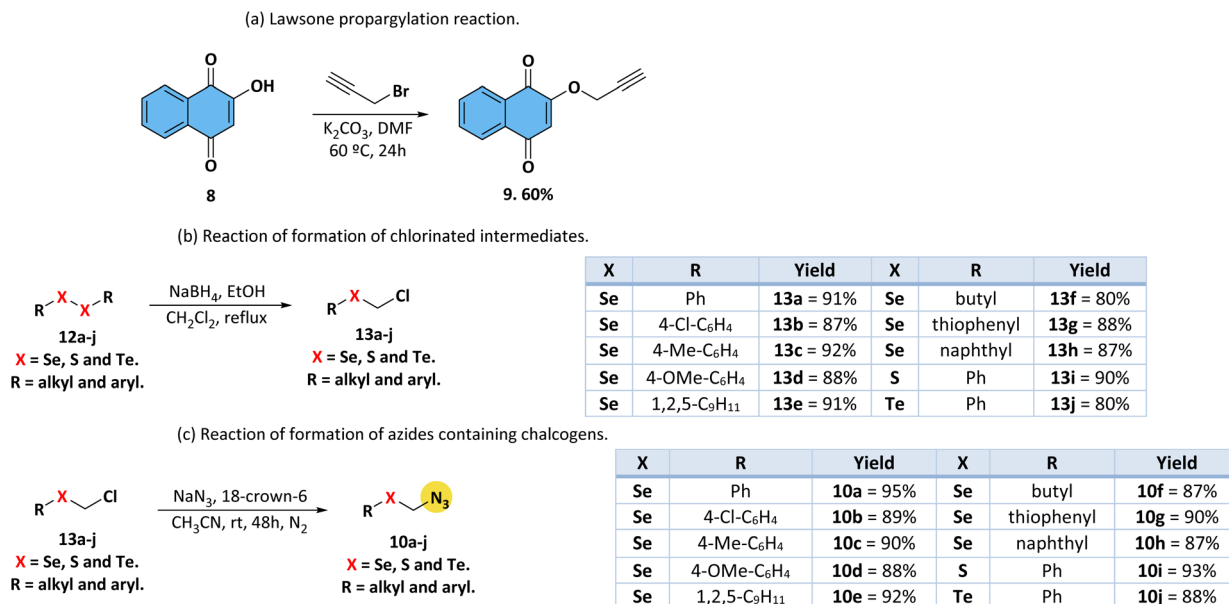 (a) Lawsone propargylation reaction.
O
OH
O
8
Br
K2CO3, DMF
60 ºC, 24h
O
O
O
9. 60%
(b) Reaction of formation of chlorinated intermediates.
R X X R
12a-j
X = Se, S and Te.
R = alkyl and aryl.
NaBH4, EtOH
CH2Cl2, reflux
R X Cl
13a-j
X = Se, S and Te.
R = alkyl and aryl.
X R Yield X R Yield
Se Ph 13a = 91% Se butyl 13f = 80%
Se 4-Cl-C6H4 13b = 87% Se thiophenyl 13g = 88%
Se 4-Me-C6H4 13c = 92% Se naphthyl 13h = 87%
Se 4-OMe-C6H4 13d = 88% S Ph 13i = 90%
Se 1,2,5-C9H11 13e = 91% Te Ph 13j = 80%
(c) Reaction of formation of azides containing chalcogens.
R X Cl
13a-j
X = Se, S and Te.
R = alkyl and aryl.
NaN3, 18-crown-6
CH3CN, rt, 48h, N2
R X N3
10a-j
X = Se, S and Te.
R = alkyl and aryl.
X R Yield X R Yield
Se Ph 10a = 95% Se butyl 10f = 87%
Se 4-Cl-C6H4 10b = 89% Se thiophenyl 10g = 90%
Se 4-Me-C6H4 10c = 90% Se naphthyl 10h = 87%
Se 4-OMe-C6H4 10d = 88% S Ph 10i = 93%
Se 1,2,5-C9H11 10e = 92% Te Ph 10j = 88%